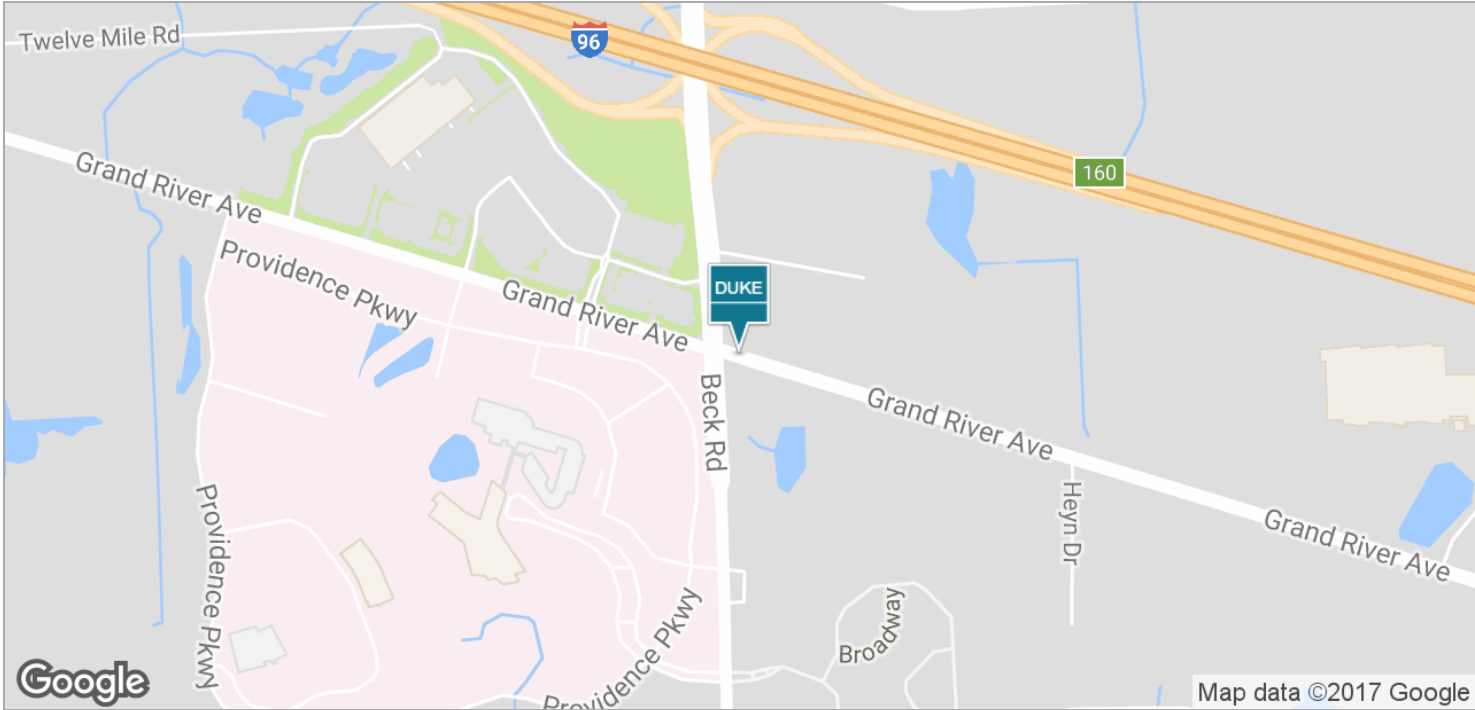 Twelve Mile Rd
96
160
Grand River Ave
Providence Pkwy
DUKE
Grand River Ave
Beck Rd
Grand River Ave
Providence Pkwy
Heyn Dr
Grand River Ave
Broadway
Providence Pkwy
Google
Map data ©2017 Google